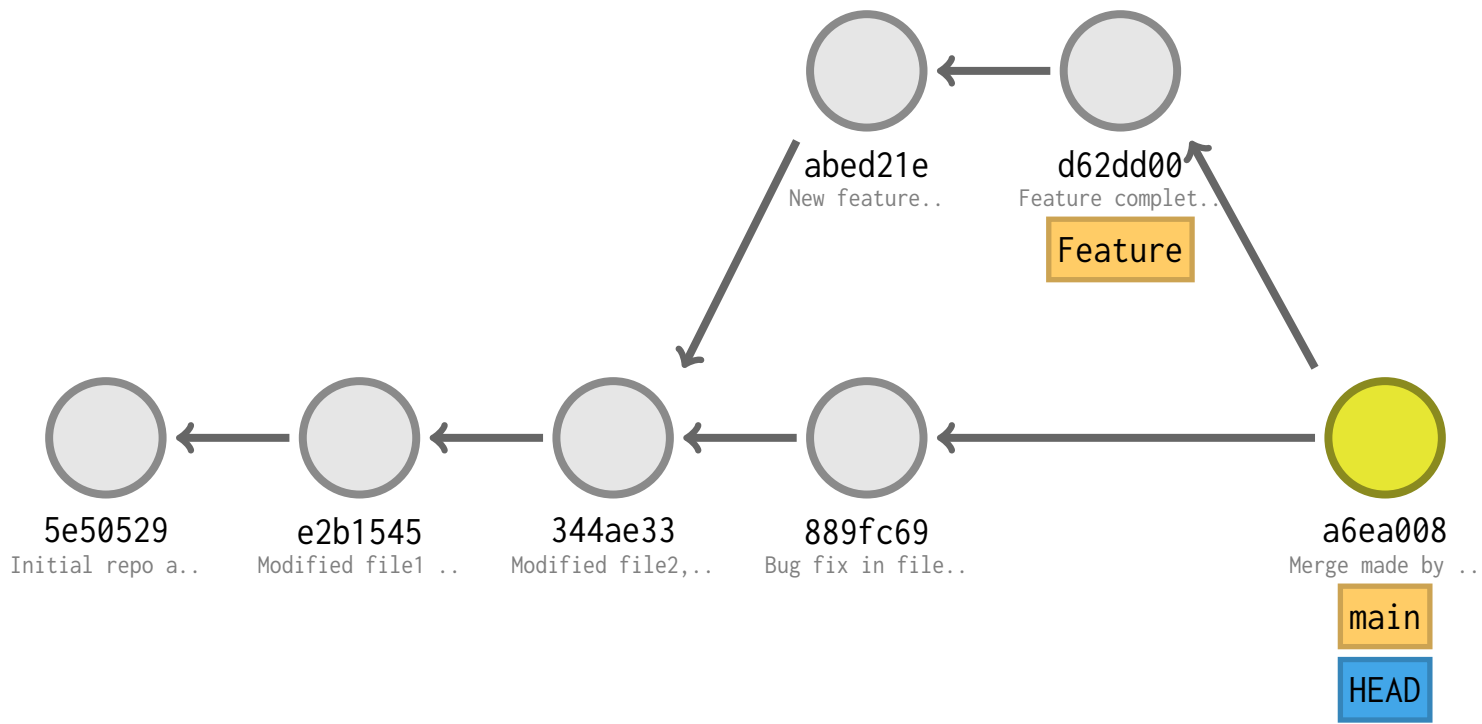 abed21e
New feature..
d62dd00
Feature complet..
Feature
5e50529
Initial repo a..
e2b1545
Modified file1 ..
344ae33
Modified file2,..
889fc69
Bug fix in file..
a6ea008
Merge made by ..
main
HEAD